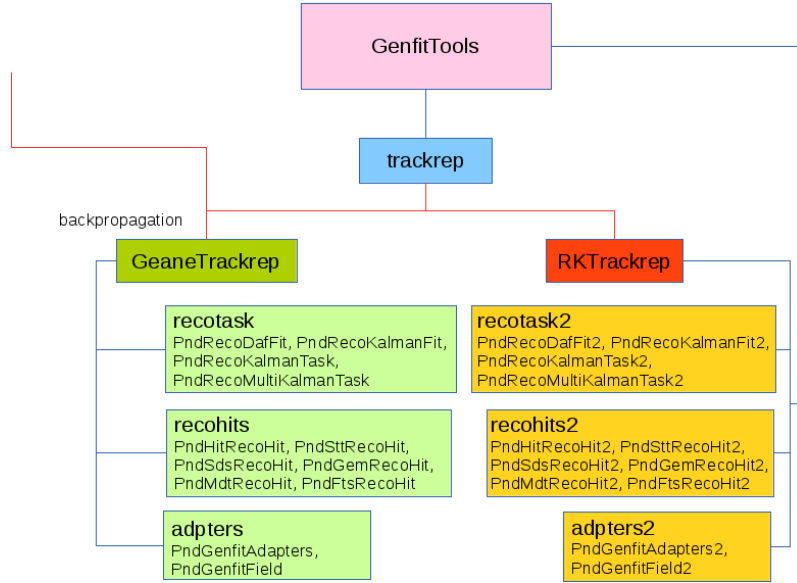 GenfitTools
trackrep
backpropagation
GeaneTrackrep
RKTrackrep
recotask
PndRecoDafFit, PndRecoKalmanFit,
PndRecoKalmanTask,
PndRecoMultiKalmanTask
recotask2
PndRecoDafFit2, PndRecoKalmanFit2,
PndRecoKalmanTask2,
PndRecoMultiKalmanTask2
recohits
PndHitRecoHit, PndSttRecoHit,
PndSdsRecoHit, PndGemRecoHit,
PndMdtRecoHit, PndFtsRecoHit
recohits2
PndHitRecoHit2, PndSttRecoHit2,
PndSdsRecoHit2, PndGemRecoHit2,
PndMdtRecoHit2, PndFtsRecoHit2
adpters
PndGenfitAdapters,
PndGenfitField
adpters2
PndGenfitAdapters2,
PndGenfitField2